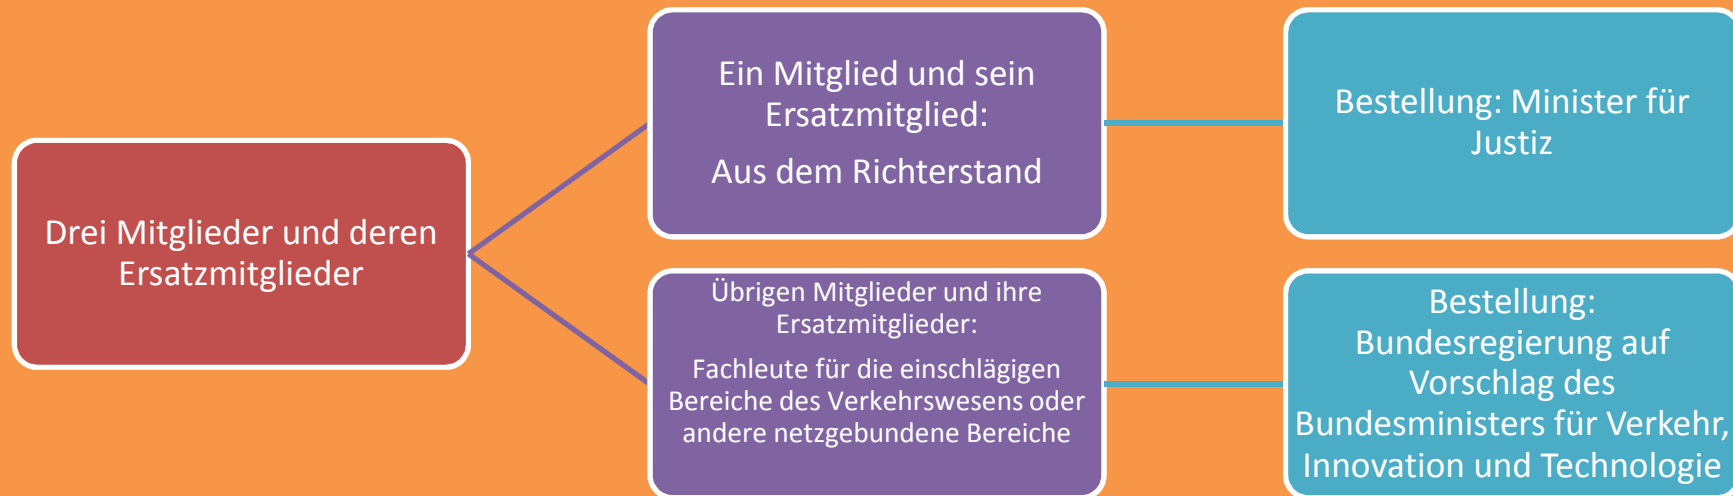 Drei Mitglieder und deren
Ersatzmitglieder
Ein Mitglied und sein
Ersatzmitglied:
Aus dem Richterstand
Bestellung: Minister für
Justiz
Übrigen Mitglieder und ihre
Ersatzmitglieder:
Fachleute für die einschlägigen
Bereiche des Verkehrswesens oder
andere netzgebundene Bereiche
Bestellung:
Bundesregierung auf
Vorschlag des
Bundesministers für Verkehr,
Innovation und Technologie